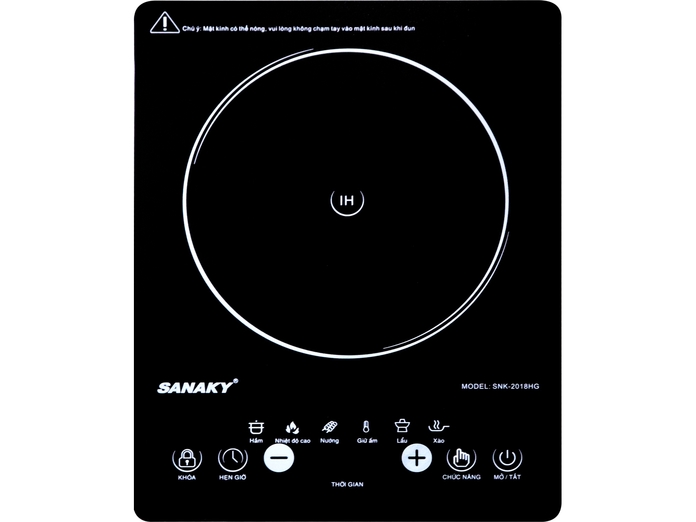 Chú ý: Mặt kính có thể nóng, vui lòng không chạm tay vào mặt kính sau khi đun
IH
SANAKY®
MODEL: SNK-2018HG
Hầm Nhiệt độ cao Nướng Giữ ấm Lẩu Xào
KHÓA HẸN GIỜ CHỨC NĂNG MỞ / TẮT
THỜI GIAN